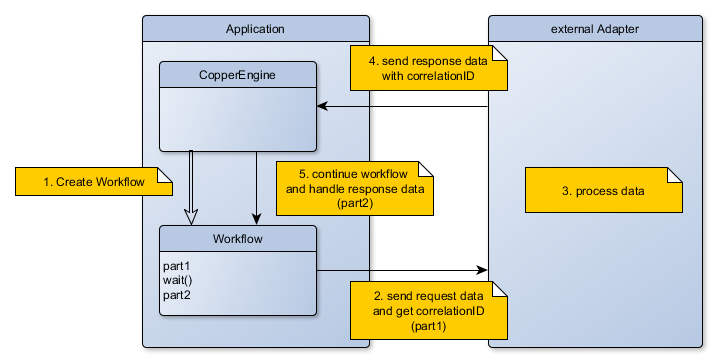 Application
external Adapter
4. send response data
with correlationID
CopperEngine
1. Create Workflow
5. continue workflow
and handle response data
(part2)
3. process data
Workflow
part1
wait()
part2
2. send request data
and get correlationID
(part1)